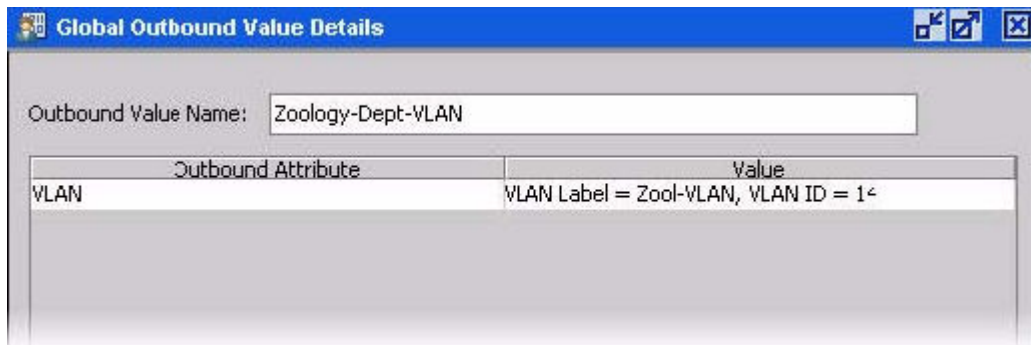 Global Outbound Value Details
Outbound Value Name: Zoology-Dept-VLAN
Outbound Attribute Value
VLAN VLAN Label = Zool-VLAN, VLAN ID = 14